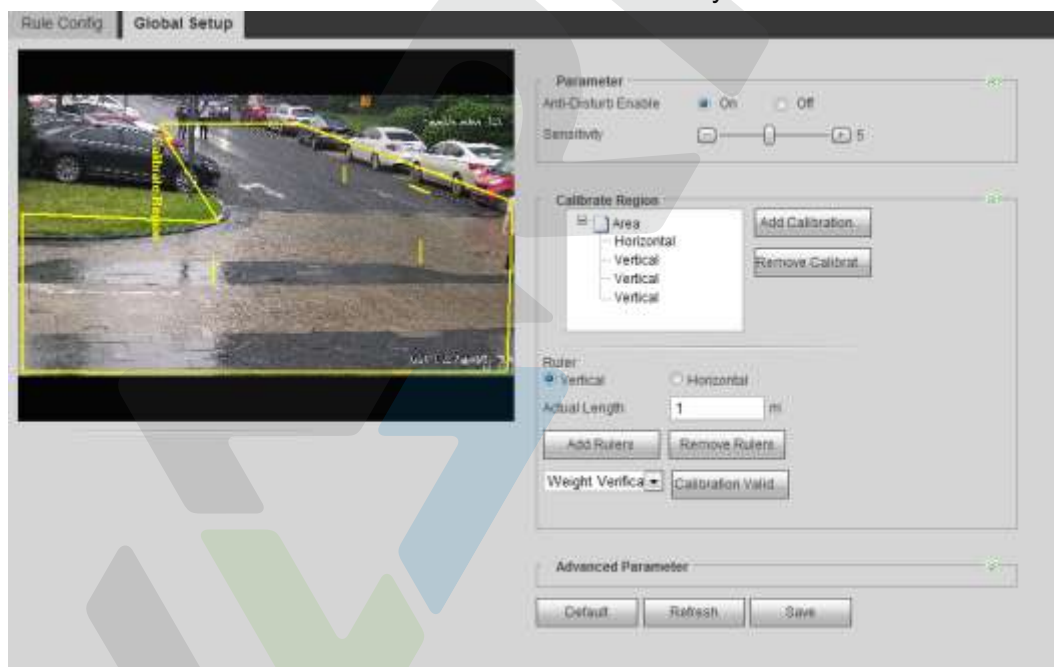 Rule Config
Global Setup
Parameter
Anti-Disturb Enable
On
Off
Sensitivity
5
Calibrate Region
Calibrate Region
Area
Horizontal
Vertical
Vertical
Vertical
Add Calibration...
Remove Calibrat...
Ruler
Vertical
Horizontal
Actual Length
1
m
Add Rulers
Remove Rulers
Weight Verifica
Calibration Valid...
Advanced Parameter
Default
Refresh
Save